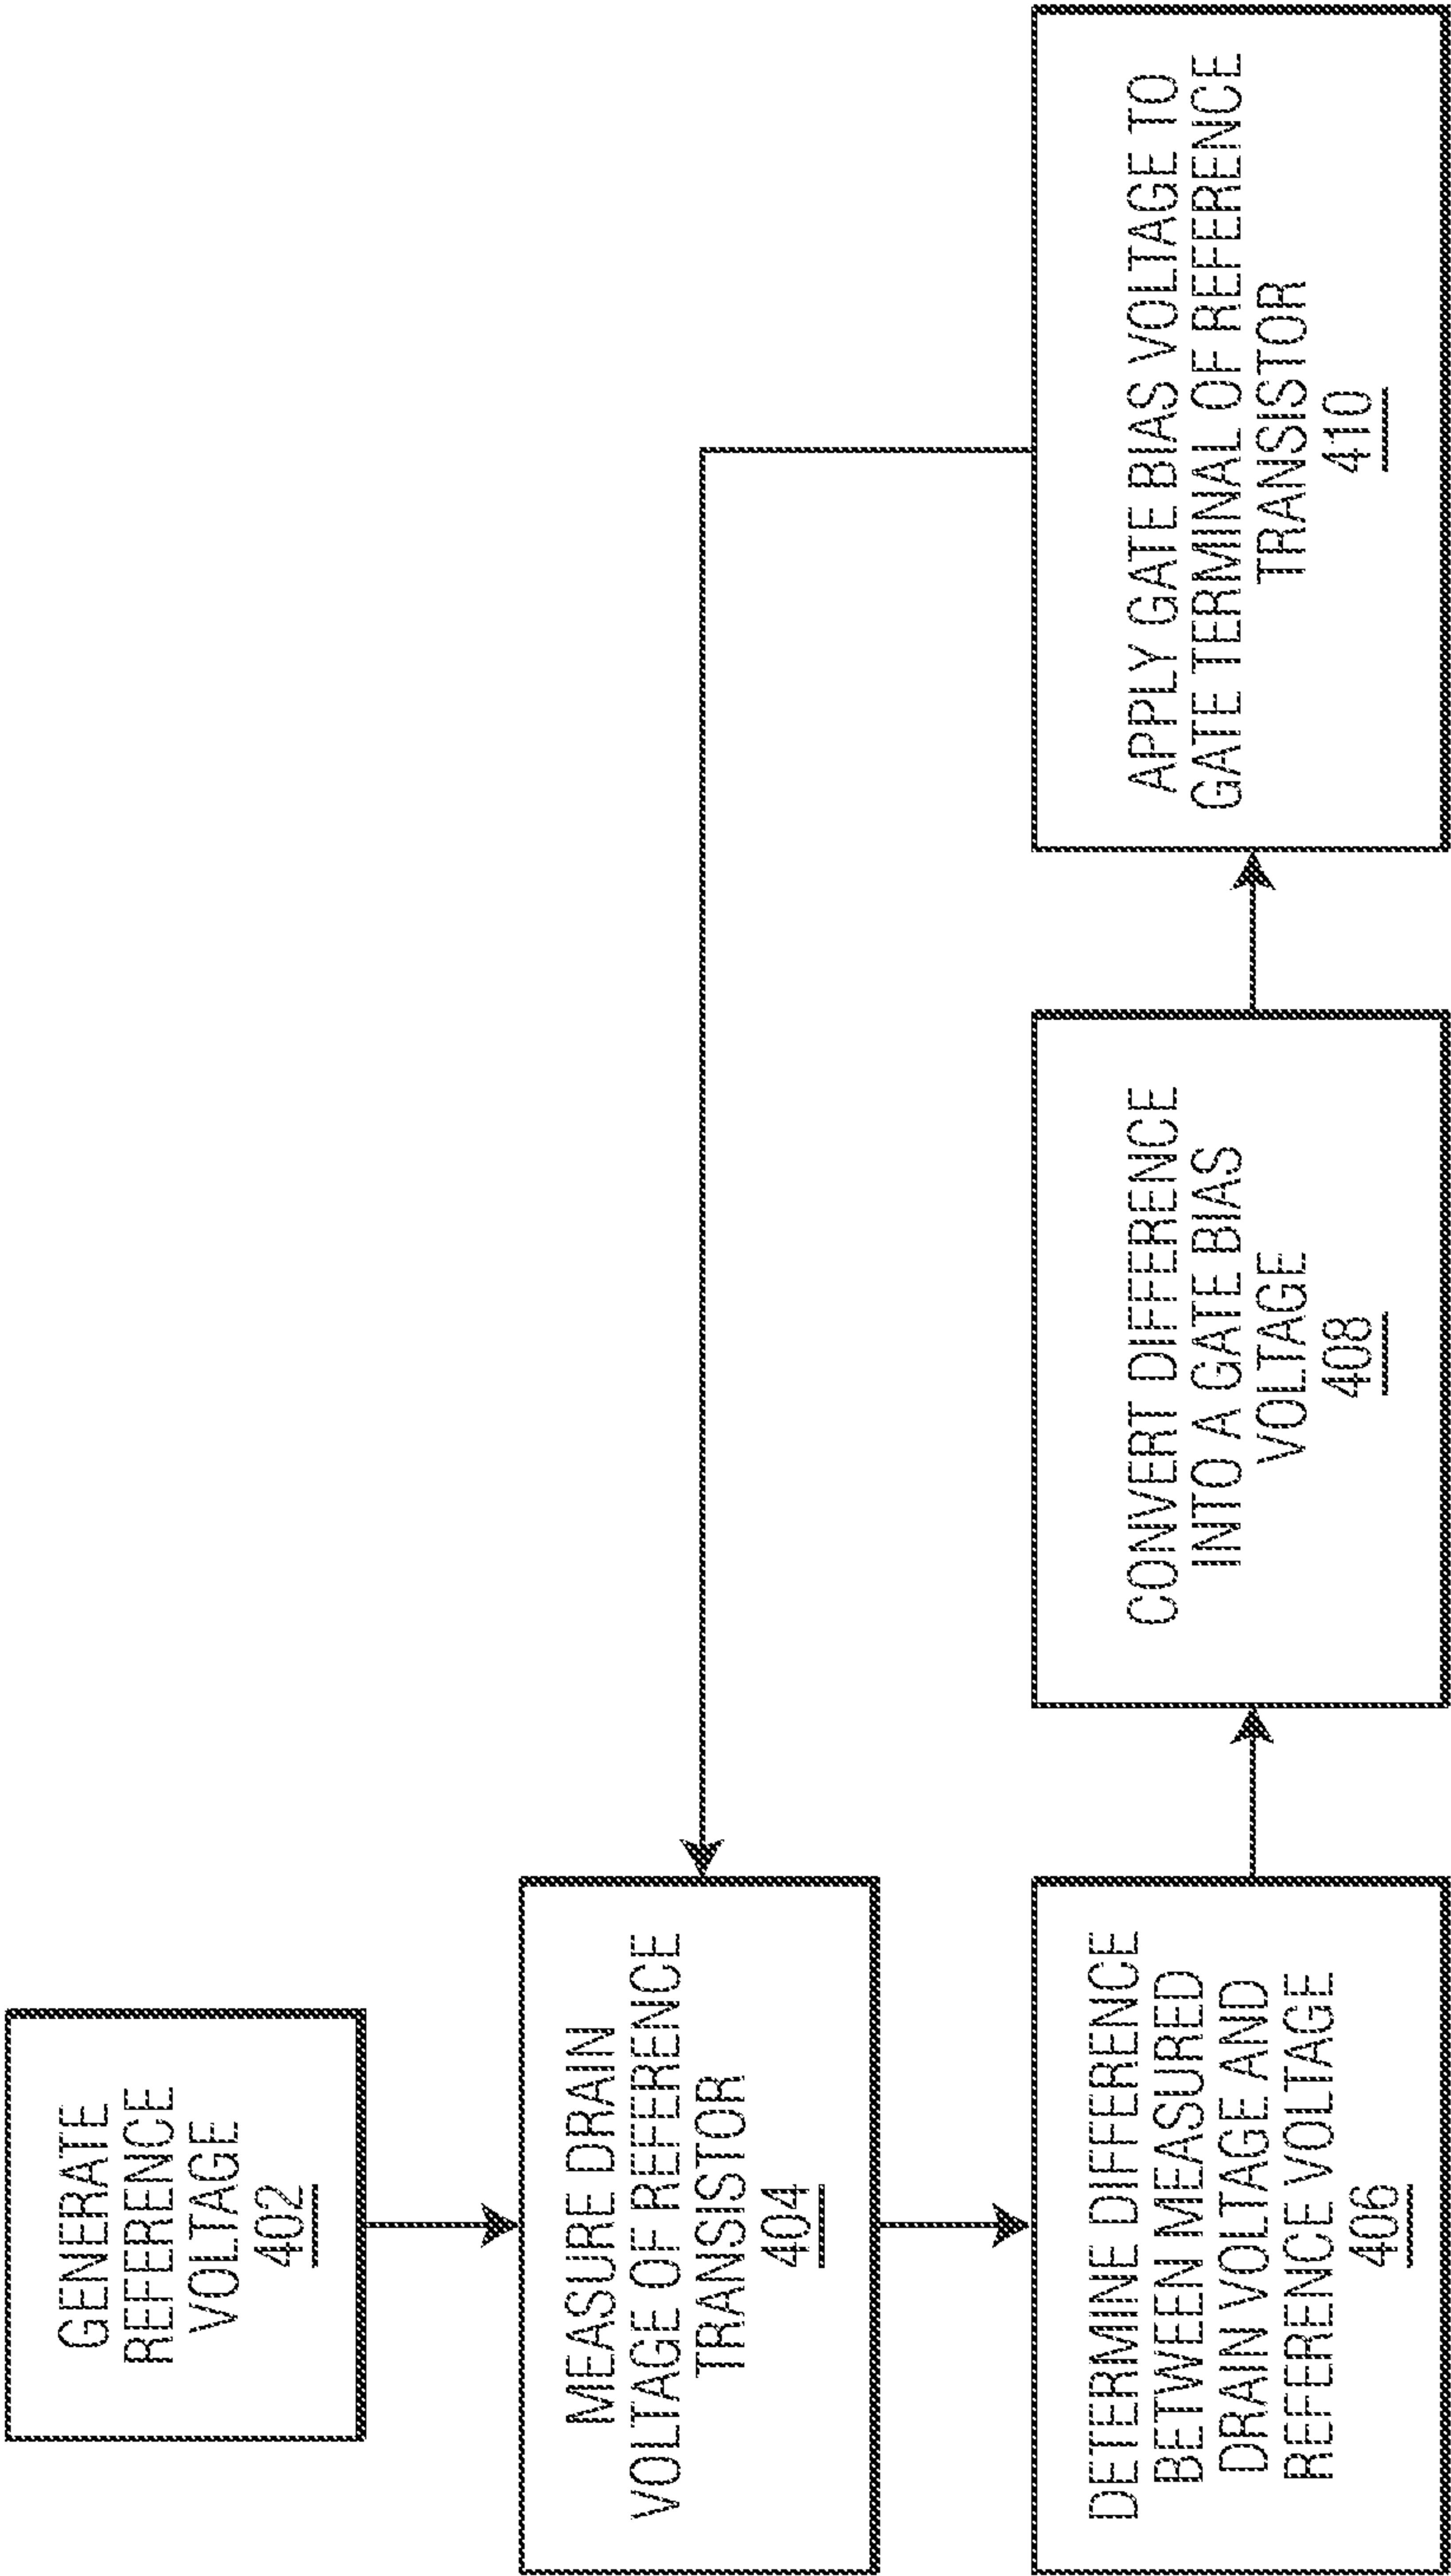 GENERATE
REFERENCE
VOLTAGE
402
MEASURE DRAIN
VOLTAGE OF REFERENCE
TRANSISTOR
404
DETERMINE DIFFERENCE
BETWEEN MEASURED
DRAIN VOLTAGE AND
REFERENCE VOLTAGE
406
CONVERT DIFFERENCE
INTO A GATE BIAS
VOLTAGE
408
APPLY GATE BIAS VOLTAGE TO
GATE TERMINAL OF REFERENCE
TRANSISTOR
410